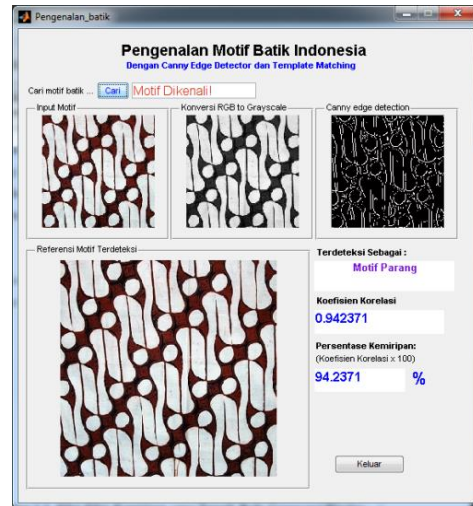 Pengenalan_batik
Pengenalan Motif Batik Indonesia
Dengan Canny Edge Detector dan Template Matching
Cari motif batik ... Cari Motif Dikenali!
Input Motif
Konversi RGB to Grayscale
Canny edge detection
Referensi Motif Terdeteksi
Terdeteksi Sebagai :
Motif Parang
Koefisien Korelasi
0.942371
Persentase Kemiripan:
(Koefisien Korelasi x 100)
94.2371 %
Keluar